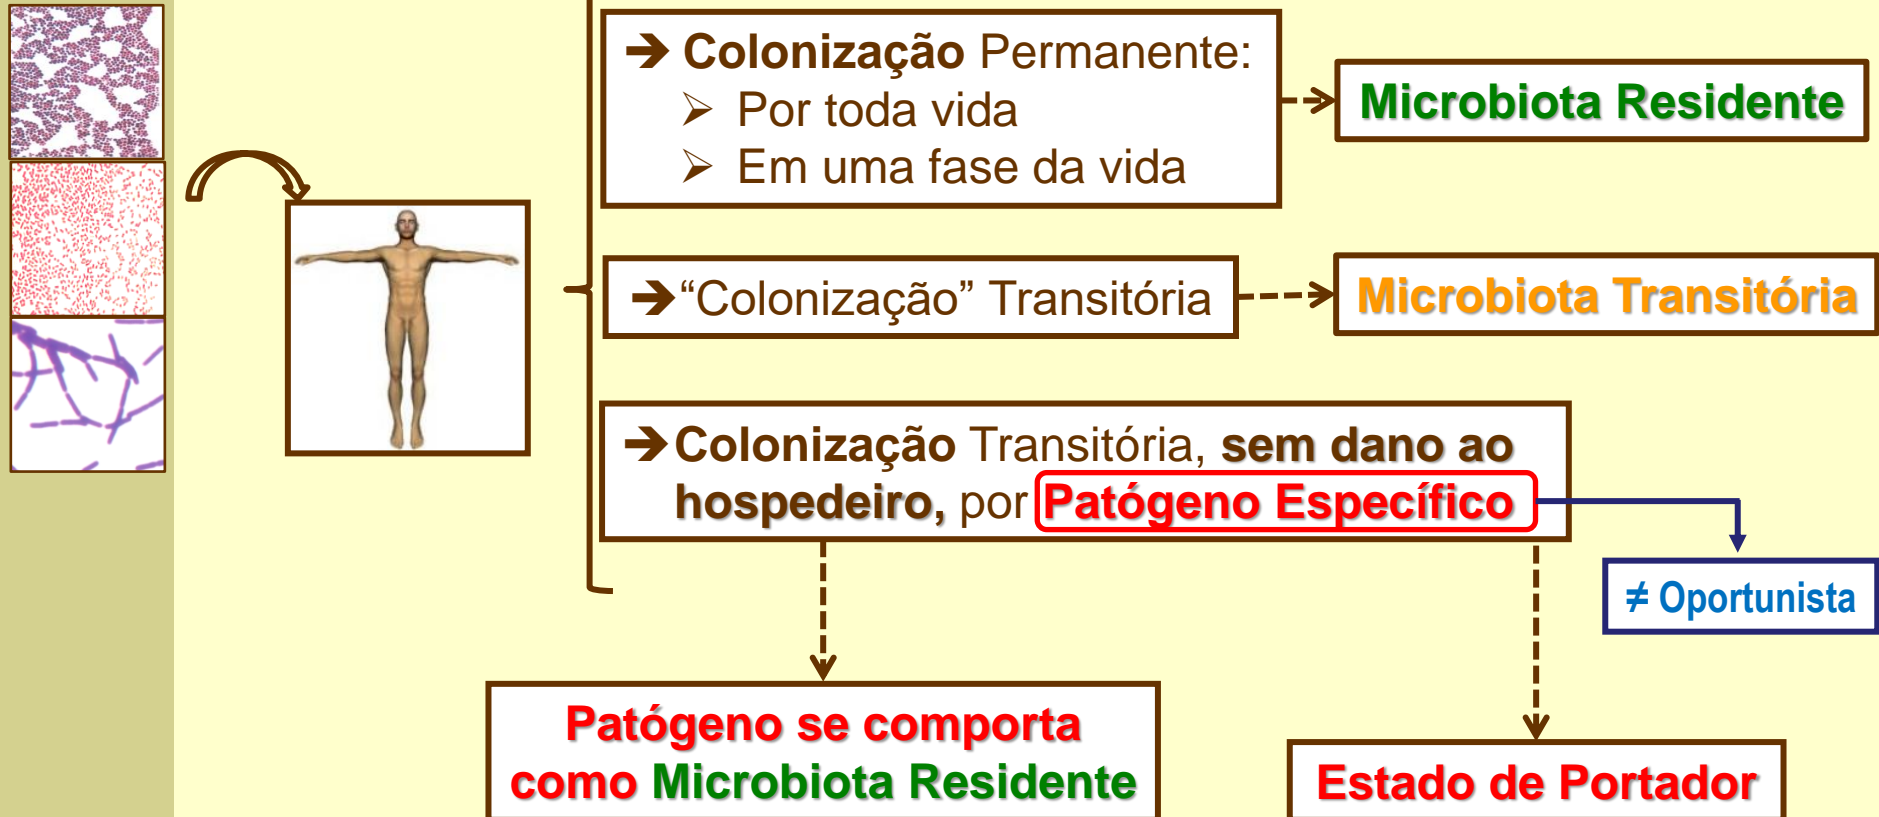 ➔ Colonização Permanente:
➢ Por toda vida
➢ Em uma fase da vida
Microbiota Residente
➔“Colonização” Transitória
Microbiota Transitória
➔Colonização Transitória, sem dano ao
hospedeiro, por Patógeno Específico
≠ Oportunista
Patógeno se comporta
como Microbiota Residente
Estado de Portador